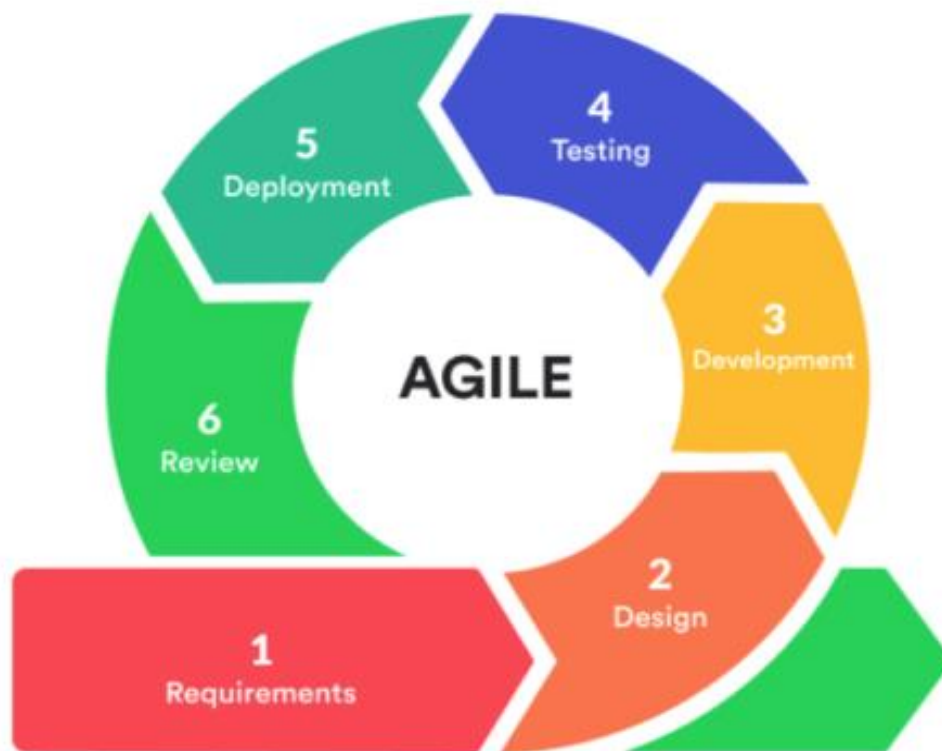 5
Deployment
4
Testing
3
Development
AGILE
6
Review
2
Design
1
Requirements